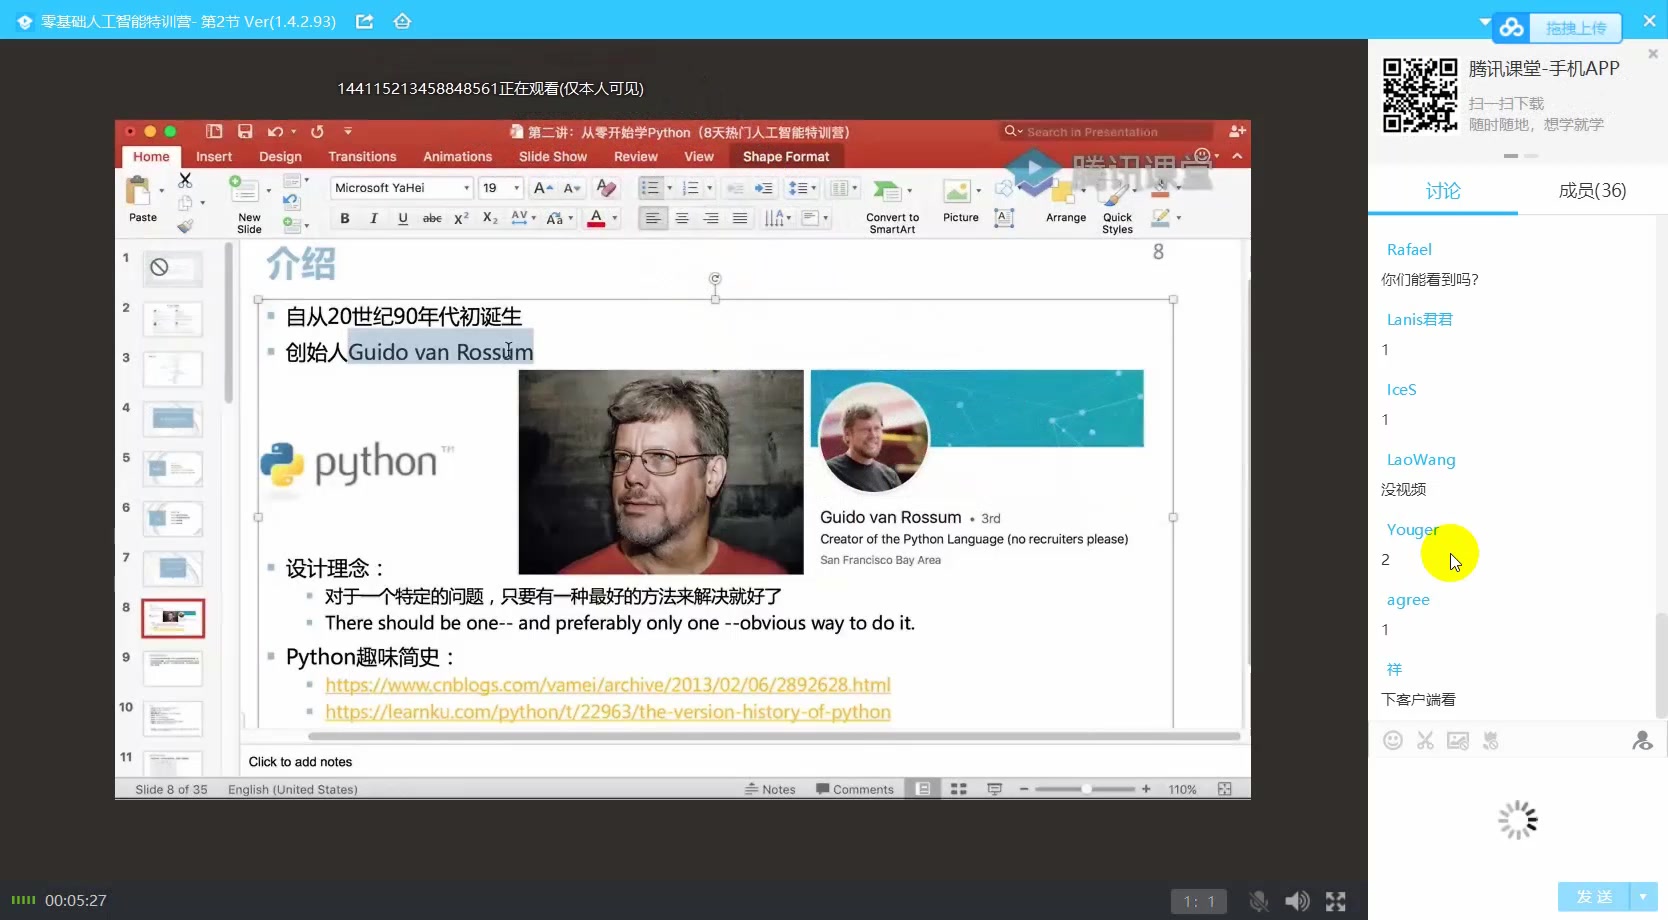 零基础人工智能特训营- 第2节 Ver(1.4.2.93)
拖拽上传
144115213458848561正在观看(仅本人可见)
第二讲：从零开始学Python（8天热门人工智能特训营）
Search in Presentation
Home Insert Design Transitions Animations Slide Show Review View Shape Format
腾讯课堂
Microsoft YaHei 19
Paste
New
Slide
Convert to
SmartArt
Picture
Arrange
Quick
Styles
介绍
8
自从20世纪90年代初诞生
创始人Guido van Rossum
python™
Guido van Rossum • 3rd
Creator of the Python Language (no recruiters please)
San Francisco Bay Area
设计理念：
对于一个特定的问题，只要有一种最好的方法来解决就好了
There should be one-- and preferably only one --obvious way to do it.
Python趣味简史：
https://www.cnblogs.com/vamei/archive/2013/02/06/2892628.html
https://learnku.com/python/t/22963/the-version-history-of-python
1
2
3
4
5
6
7
8
9
10
11
Click to add notes
Slide 8 of 35 English (United States) Notes Comments 110%
00:05:27
1: 1
腾讯课堂-手机APP
扫一扫下载
随时随地，想学就学
讨论 成员(36)
Rafael
你们能看到吗?
Lanis君君
1
IceS
1
LaoWang
没视频
Youger
2
agree
1
祥
下客户端看
发送